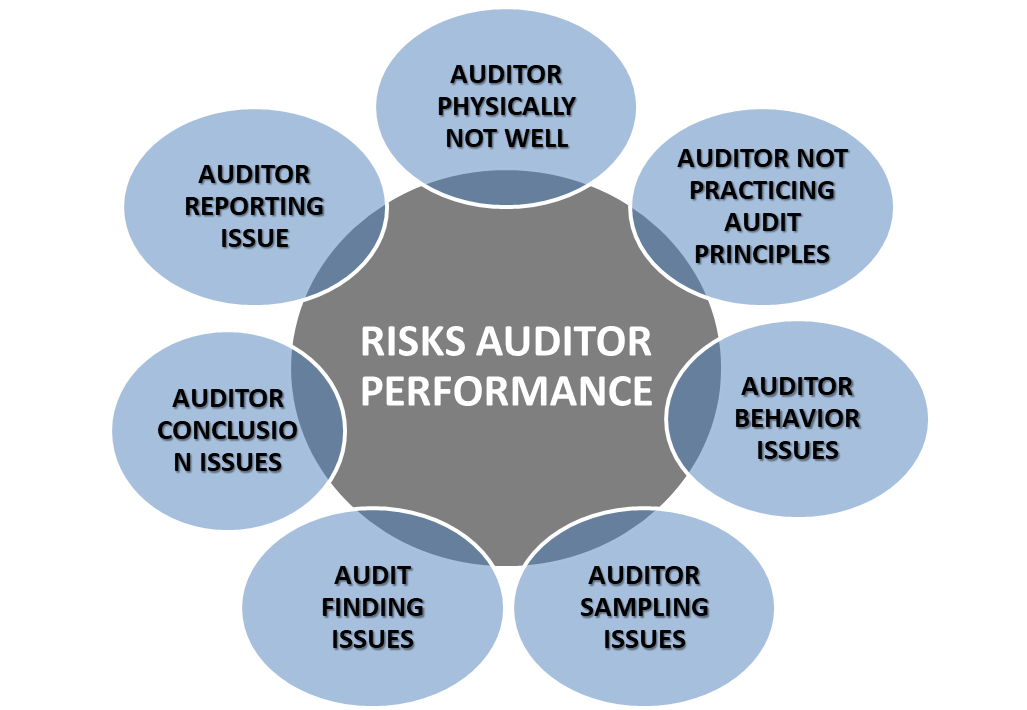 AUDITOR
PHYSICALLY
NOT WELL
AUDITOR NOT
PRACTICING
AUDIT
PRINCIPLES
AUDITOR
BEHAVIOR
ISSUES
AUDITOR
SAMPLING
ISSUES
AUDIT
FINDING
ISSUES
AUDITOR
CONCLUSIO
N ISSUES
AUDITOR
REPORTING
ISSUE
RISKS AUDITOR
PERFORMANCE